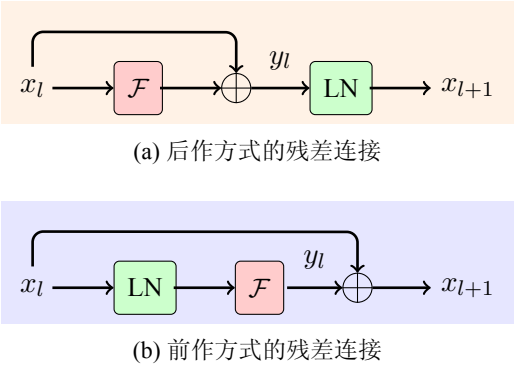 y_l
x_l F ⊕ LN x_{l+1}
(a) 后作方式的残差连接
y_l
x_l LN F ⊕ x_{l+1}
(b) 前作方式的残差连接